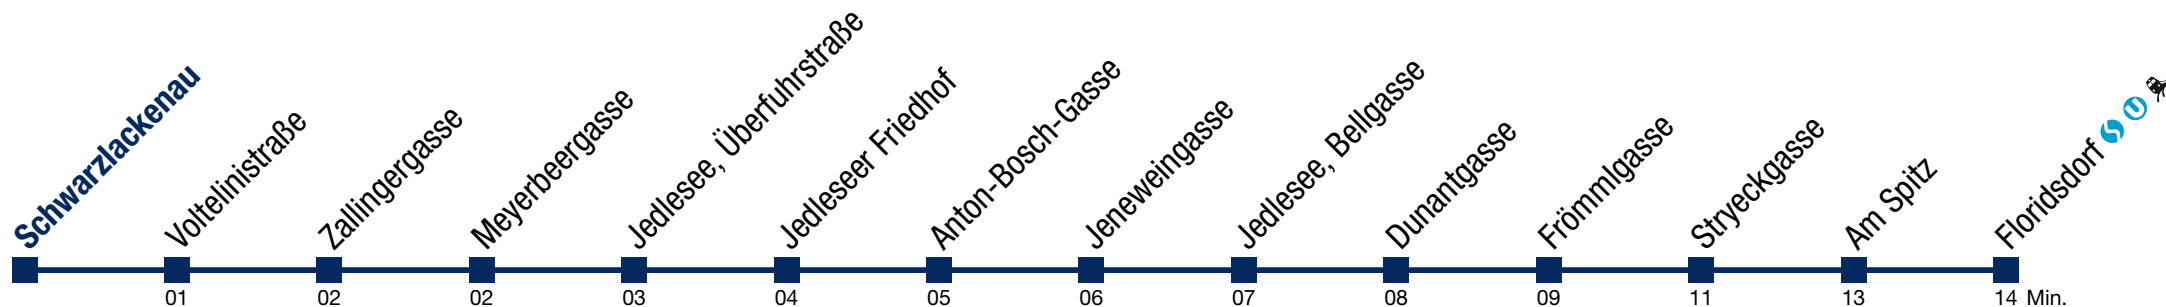 Schwarzlackenau
Voltelinistraße
Zallingergasse
Meyerbeergasse
Jedlesee, Überfuhrstraße
Jedleseer Friedhof
Anton-Bosch-Gasse
Jeneweingasse
Jedlesee, Bellgasse
Dunantgasse
Frömmlgasse
Stryeckgasse
Am Spitz
Floridsdorf S U
01 02 02 03 04 05 06 07 08 09 11 13 14 Min.